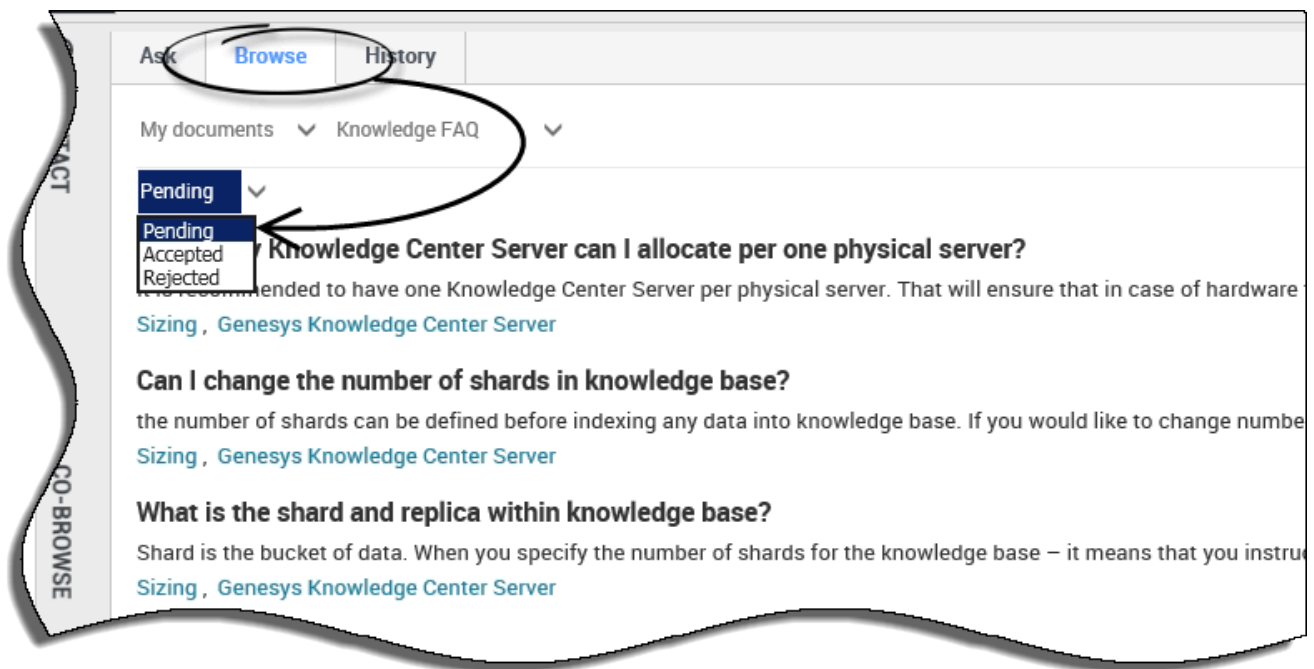 Ask Browse History
My documents Knowledge FAQ
Pending
Pending
Accepted
Rejected
Knowledge Center Server can I allocate per one physical server?
recommended to have one Knowledge Center Server per physical server. That will ensure that in case of hardware
Sizing , Genesys Knowledge Center Server
Can I change the number of shards in knowledge base?
the number of shards can be defined before indexing any data into knowledge base. If you would like to change numbe
Sizing , Genesys Knowledge Center Server
What is the shard and replica within knowledge base?
Shard is the bucket of data. When you specify the number of shards for the knowledge base – it means that you instru
Sizing , Genesys Knowledge Center Server
TACT
CO-BROWSE